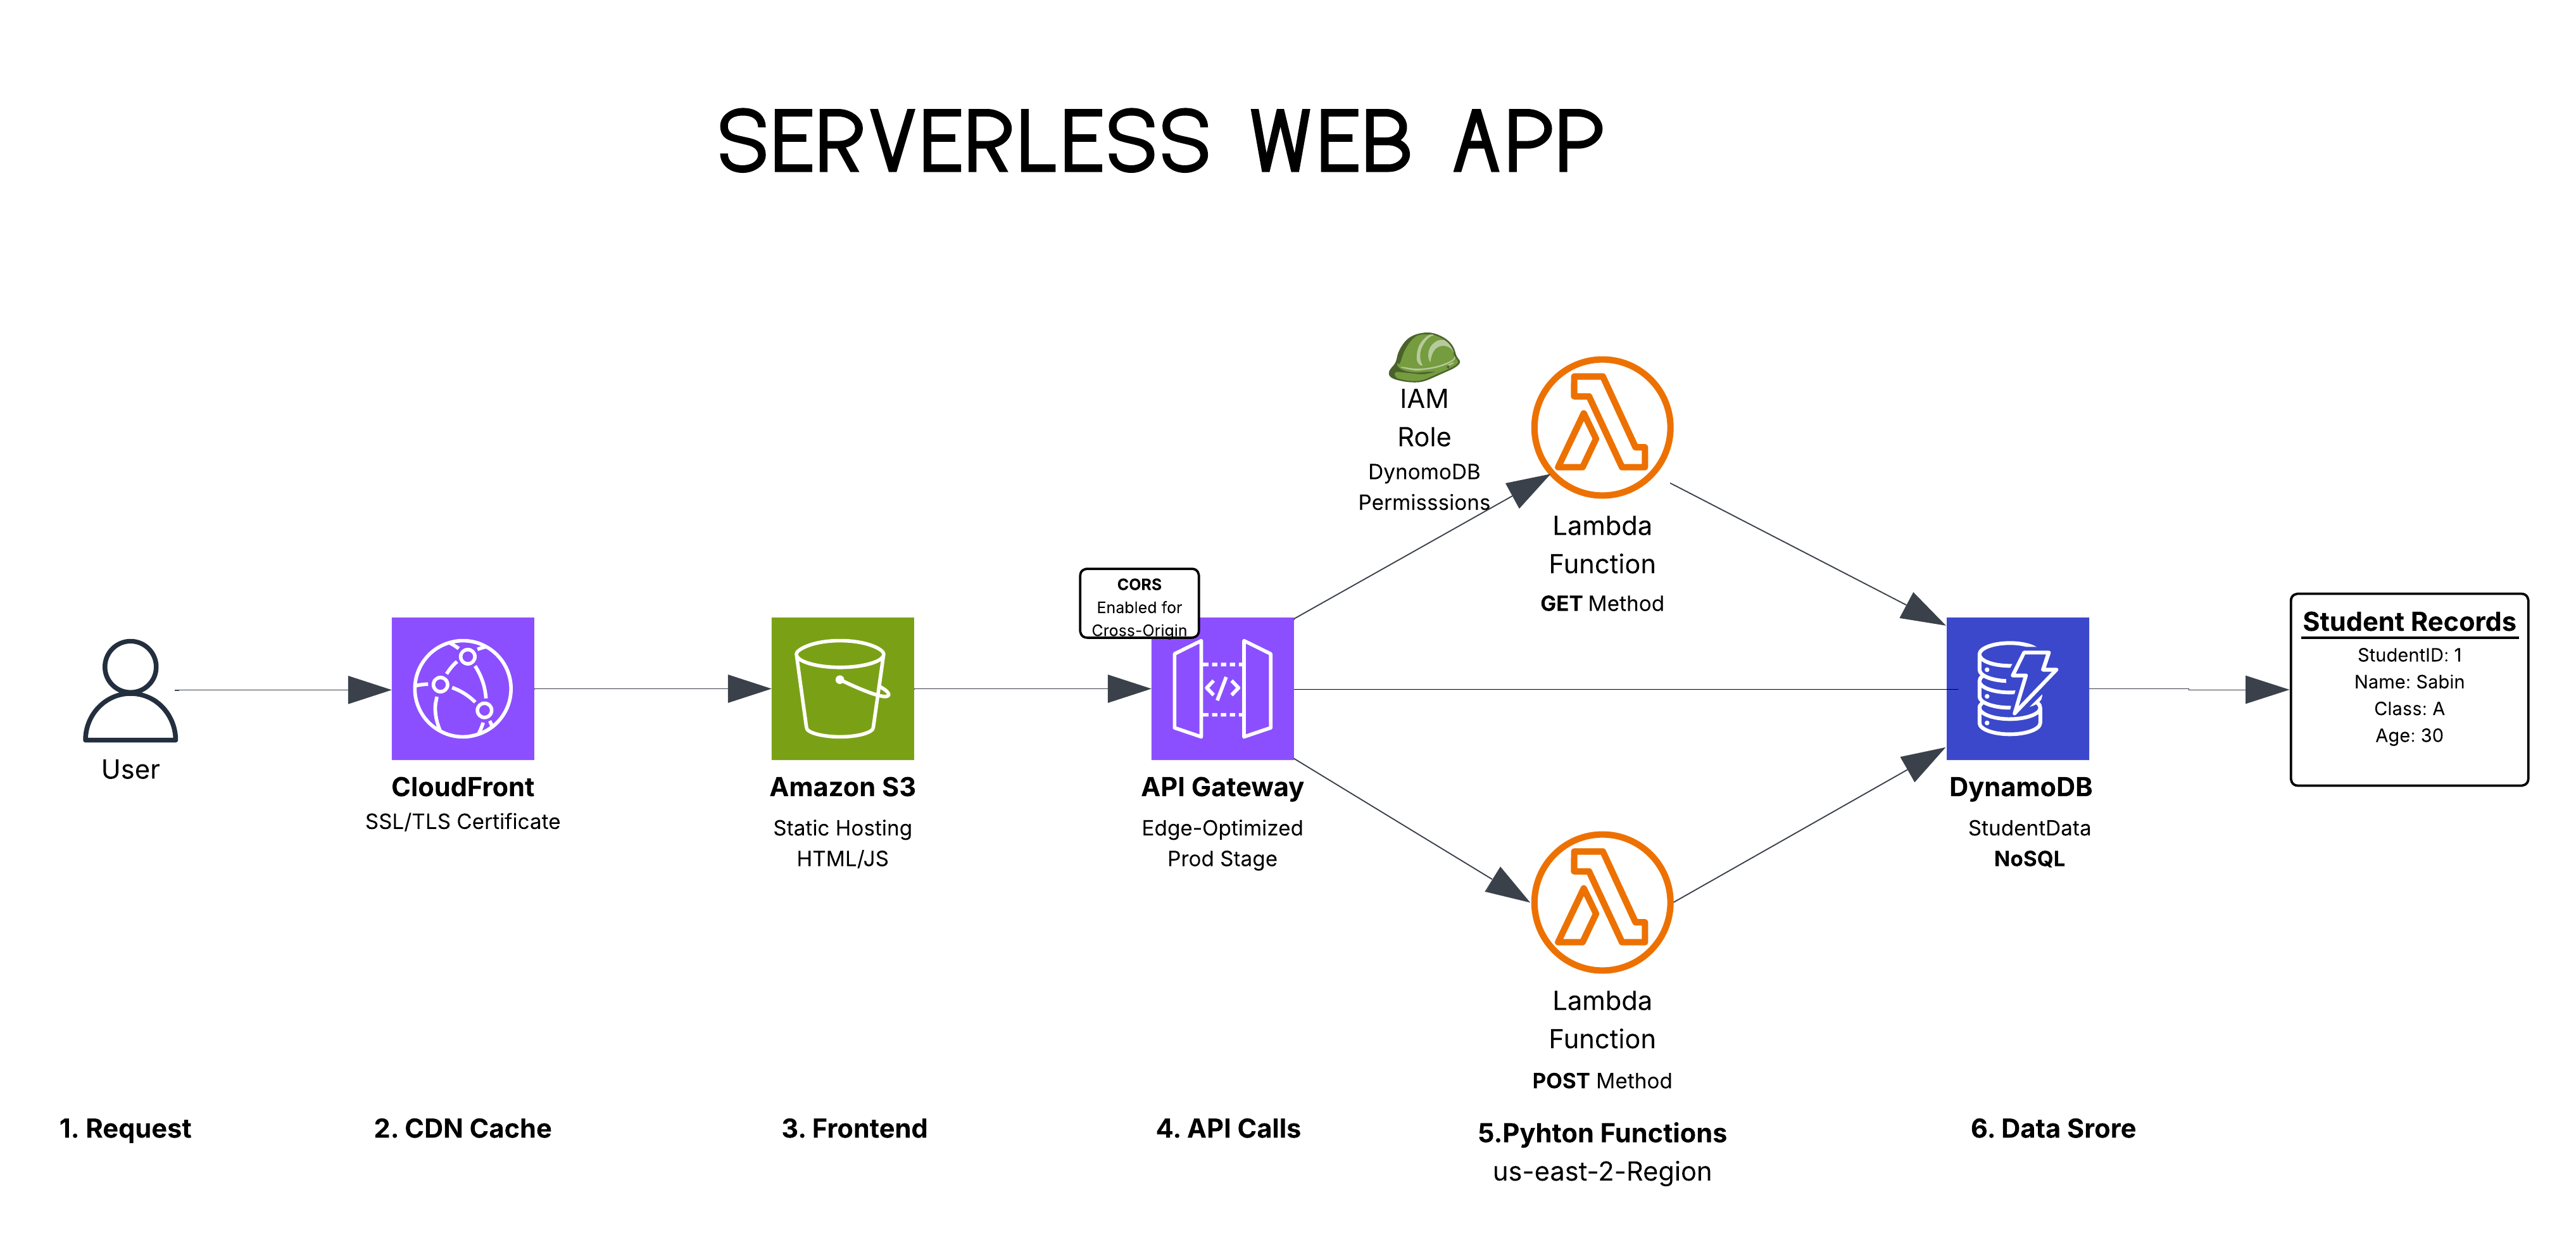 SERVERLESS WEB APP
IAM
Role
DynomoDB
Permisssions
Lambda
Function
GET Method
CORS
Enabled for
Cross-Origin
User
CloudFront
SSL/TLS Certificate
Amazon S3
Static Hosting
HTML/JS
API Gateway
Edge-Optimized
Prod Stage
DynamoDB
StudentData
NoSQL
Student Records
StudentID: 1
Name: Sabin
Class: A
Age: 30
Lambda
Function
POST Method
1. Request
2. CDN Cache
3. Frontend
4. API Calls
5.Pyhton Functions
us-east-2-Region
6. Data Srore